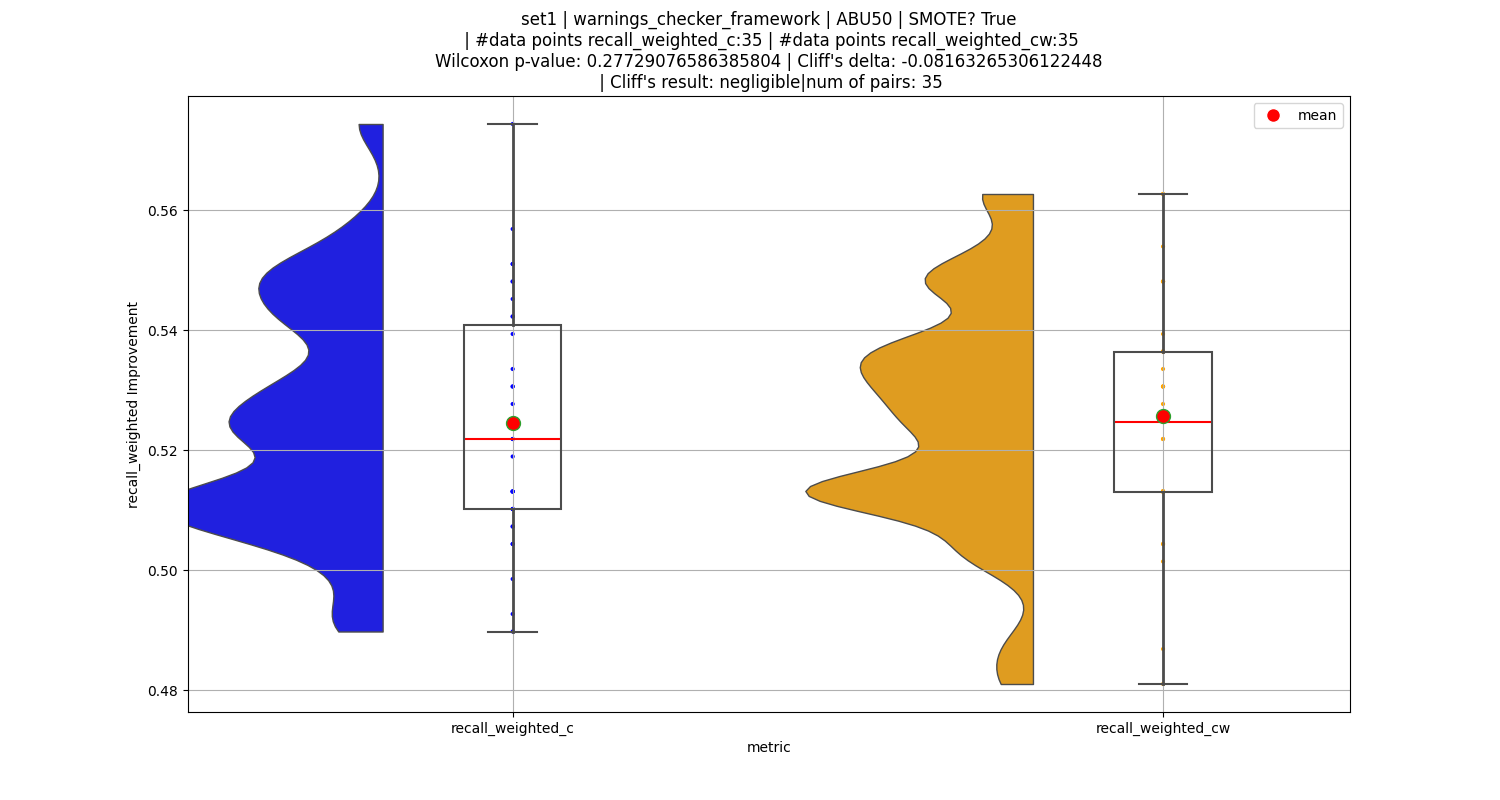 set1 | warnings_checker_framework | ABU50 | SMOTE? True
| #data points recall_weighted_c:35 | #data points recall_weighted_cw:35
Wilcoxon p-value: 0.27729076586385804 | Cliff's delta: -0.08163265306122448
| Cliff's result: negligible|num of pairs: 35
mean
0.56
0.54
0.52
0.50
0.48
recall_weighted Improvement
recall_weighted_c
recall_weighted_cw
metric